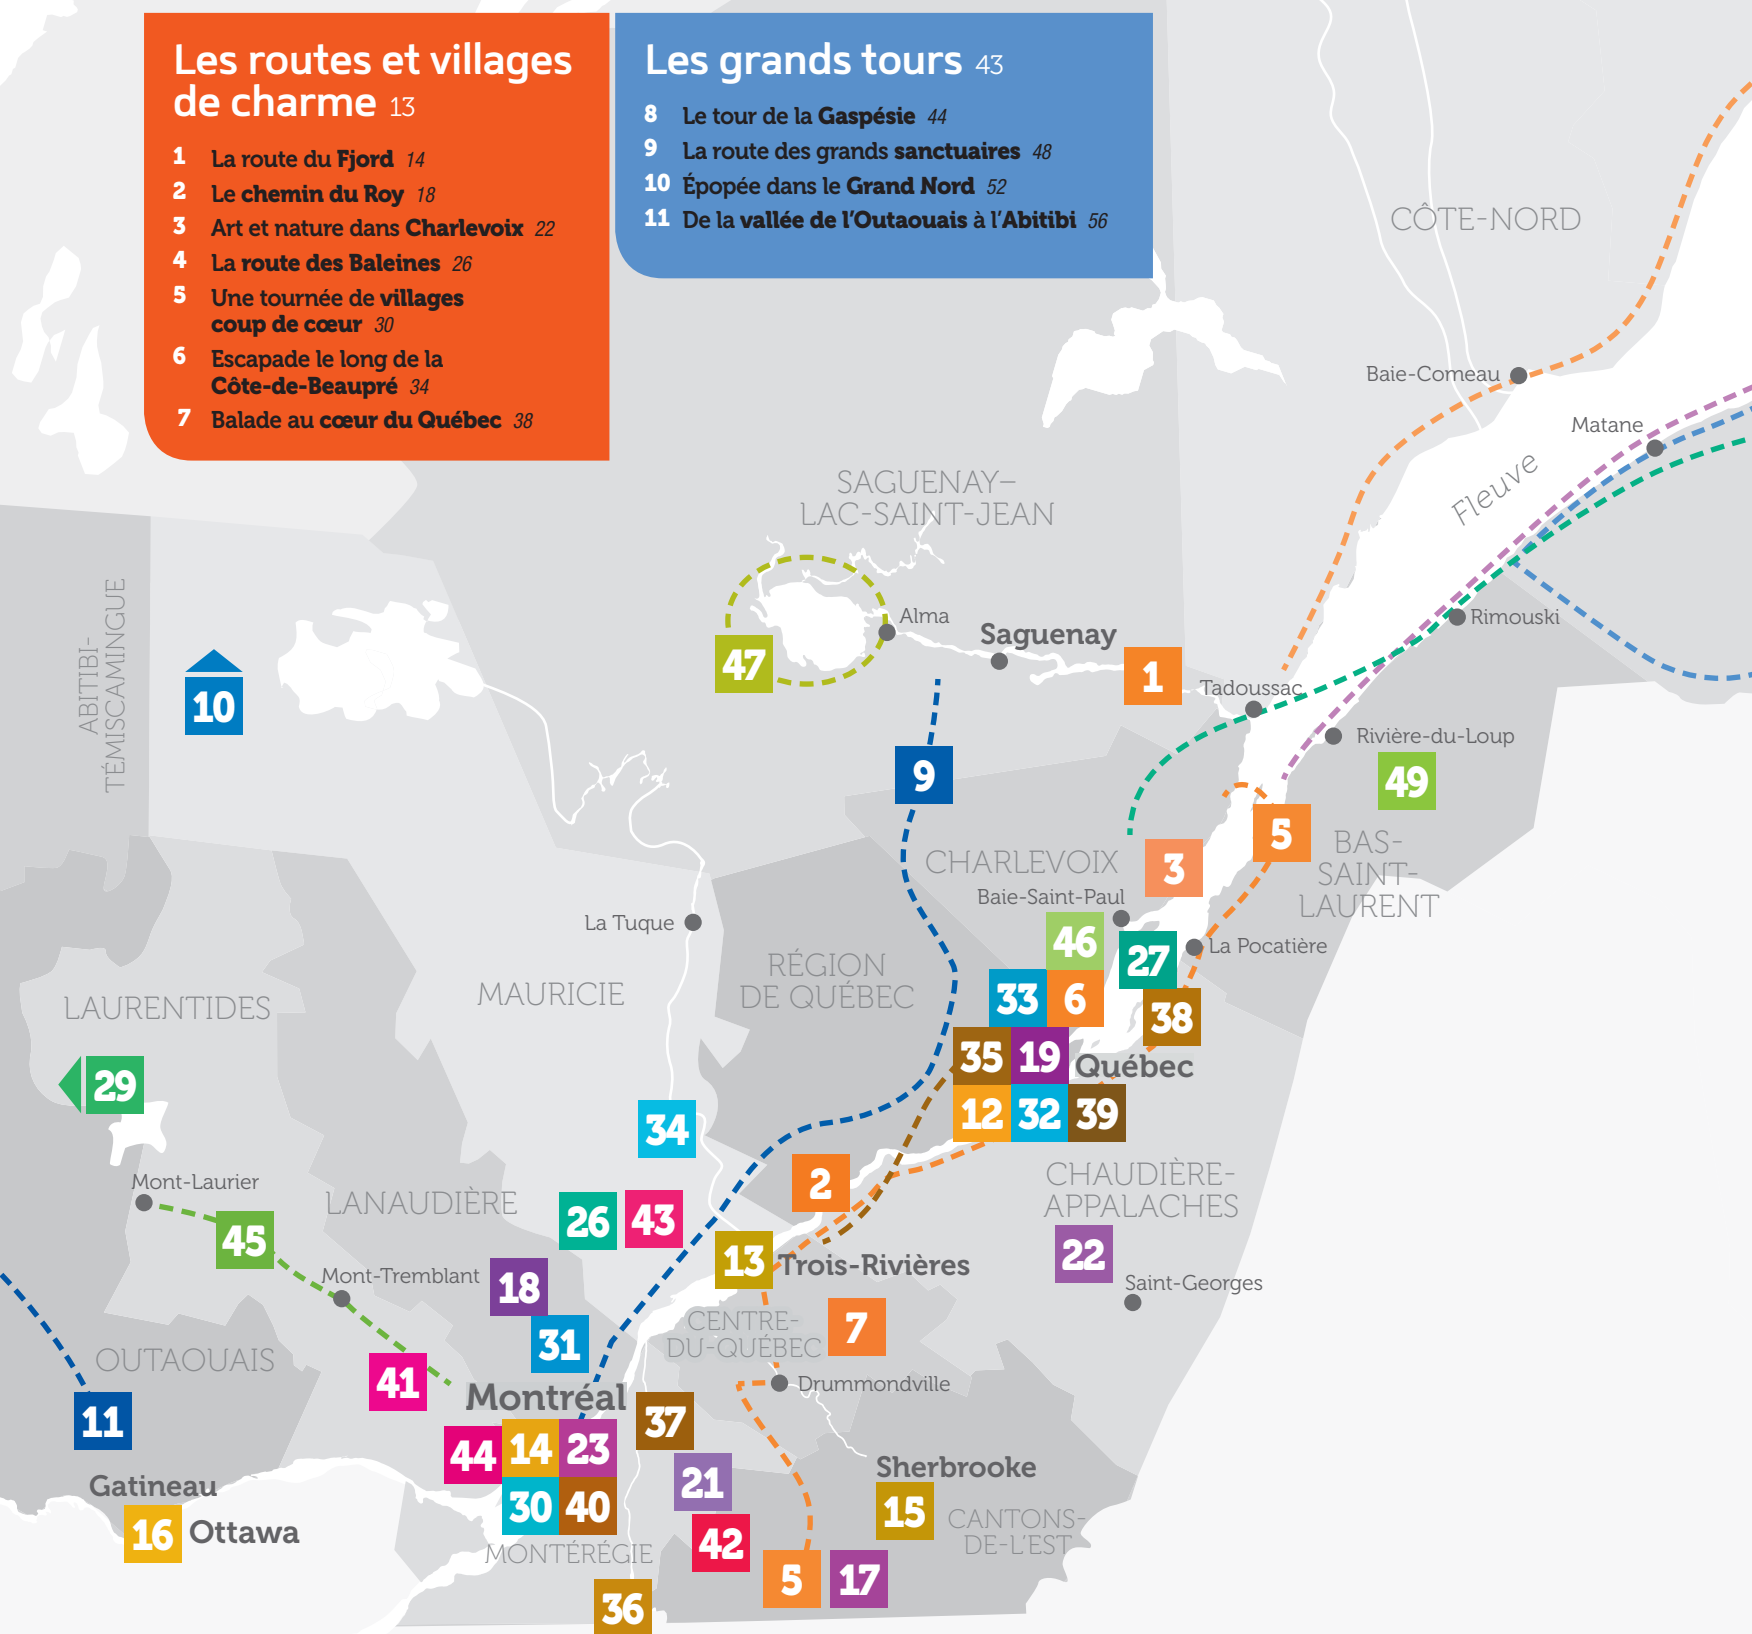 Les routes et villages
de charme 13
1 La route du Fjord 14
2 Le chemin du Roy 18
3 Art et nature dans Charlevoix 22
4 La route des Baleines 26
5 Une tournée de villages
coup de cœur 30
6 Escapade le long de la
Côte-de-Beaupré 34
7 Balade au cœur du Québec 38
Les grands tours 43
8 Le tour de la Gaspésie 44
9 La route des grands sanctuaires 48
10 Épopée dans le Grand Nord 52
11 De la vallée de l'Outaouais à l'Abitibi 56
CÔTE-NORD
Baie-Comeau
Matane
Fleuve
SAGUENAY–
LAC-SAINT-JEAN
ABITIBI-
TÉMISCAMINGUE
10
Alma
Saguenay
47
1
Rimouski
Tadoussac
Rivière-du-Loup
9
49
5
BAS-
SAINT-
LAURENT
CHARLEVOIX
3
Baie-Saint-Paul
La Tuque
46
27
La Pocatière
RÉGION
DE QUÉBEC
MAURICIE
LAURENTIDES
33
6
38
35
19
Québec
29
12
32
39
34
Mont-Laurier
LANAUDIÈRE
2
CHAUDIÈRE-
APPALACHES
26
43
45
13
Trois-Rivières
22
Mont-Tremblant
18
Saint-Georges
CENTRE-
DU-QUÉBEC
7
31
OUTAOUAIS
41
Montréal
Drummondville
11
37
44
14
23
Sherbrooke
21
Gatineau
30
40
15
CANTONS-
DE-L'EST
16
Ottawa
42
MONTÉRÉGIE
5
17
36